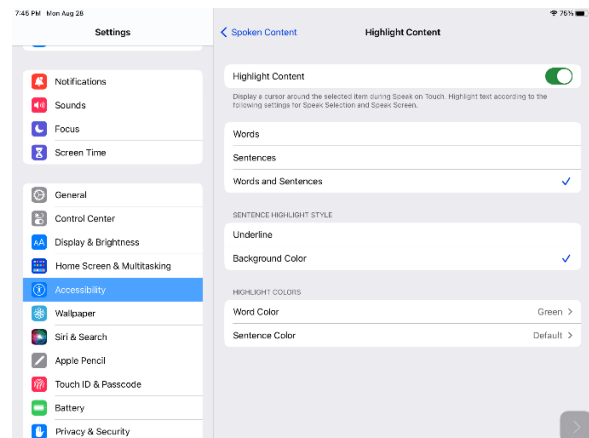 7:45 PM Mon Aug 28
75%
Settings
Notifications
Sounds
Focus
Screen Time
General
Control Center
AA Display & Brightness
Home Screen & Multitasking
Accessibility
Wallpaper
Siri & Search
Apple Pencil
Touch ID & Passcode
Battery
Privacy & Security
Spoken Content
Highlight Content
Highlight Content
Display a cursor around the selected item during Speak on Touch. Highlight text according to the
following settings for Speak Selection and Speak Screen.
Words
Sentences
Words and Sentences
SENTENCE HIGHLIGHT STYLE
Underline
Background Color
HIGHLIGHT COLORS
Word Color Green
Sentence Color Default